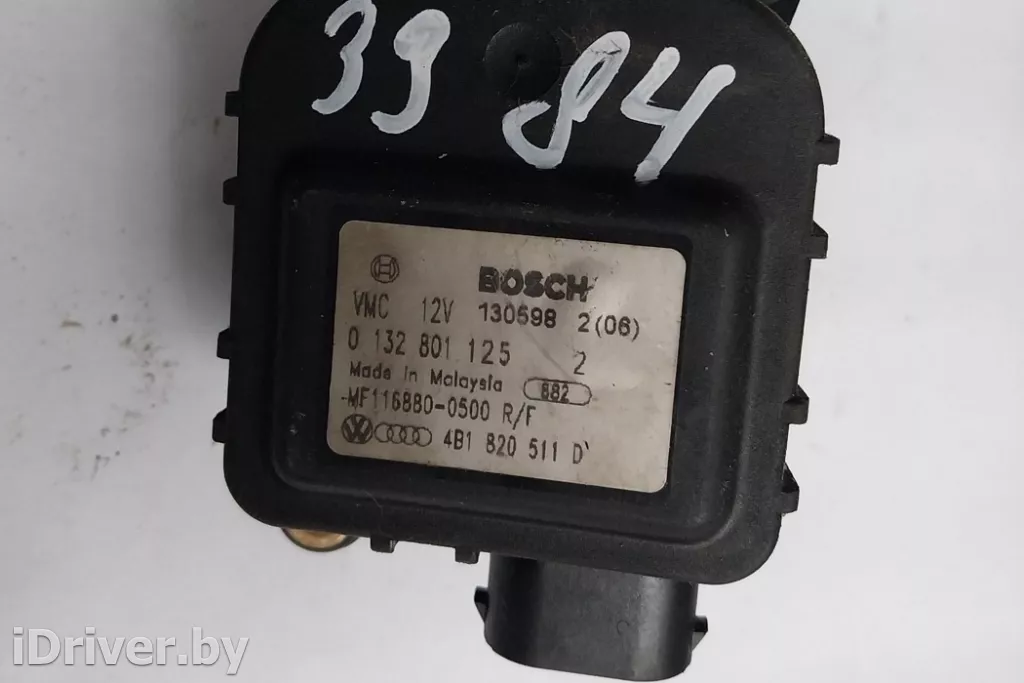 39 84
BOSCH
VMC 12V 130698 2(06)
0 132 801 125 2
Made in Malaysia 882
-MF116880-0500 R/F
4B1 820 511 D
iDriver.by